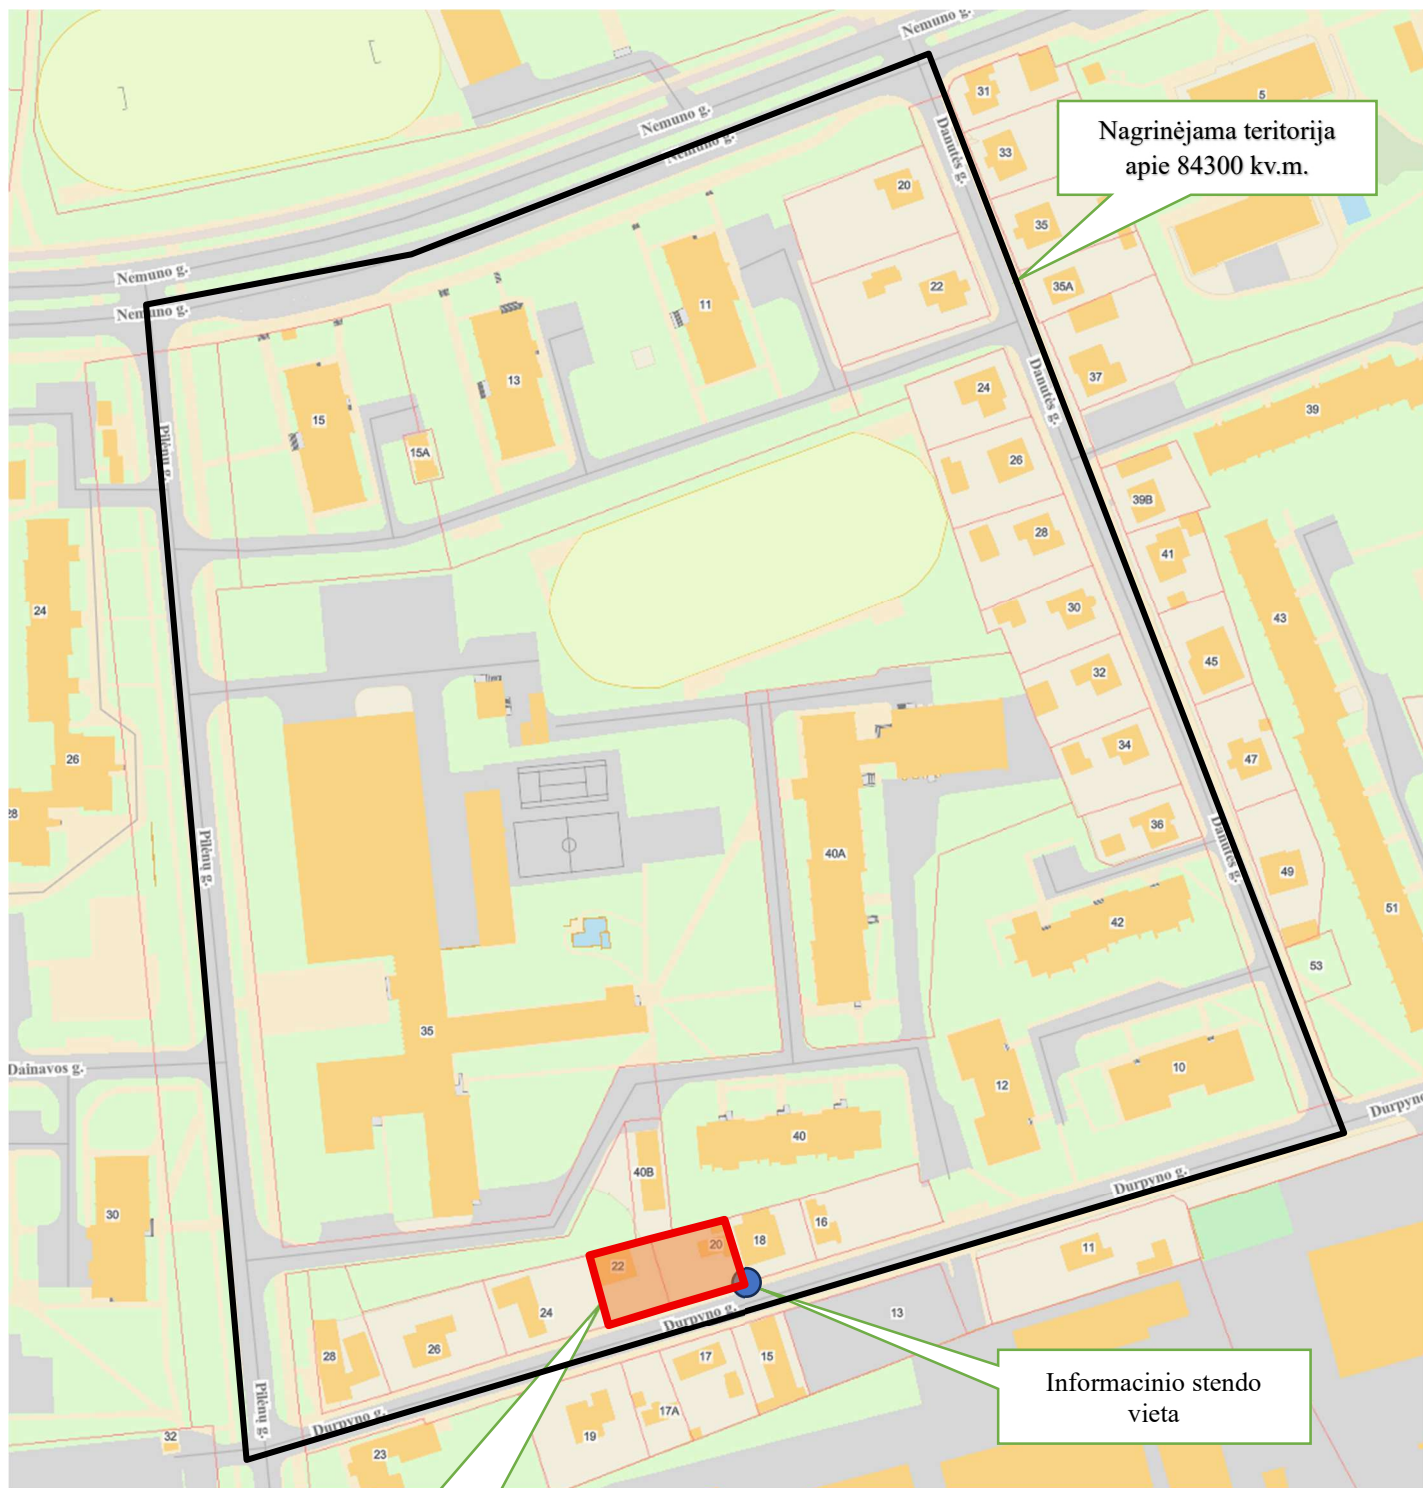 Nemuno g.
31
5
Nagrinėjama teritorija
apie 84300 kv.m.
Nemuno g.
Nemuno g.
Danutės g.
33
20
35
Nemuno g.
22
35A
Nemuno g.
11
13
37
15
24
Danutės g.
39
15A
Pilėnų g.
26
39B
28
41
24
30
43
32
45
26
34
47
28
36
40A
Pilėnų g.
Danutės g.
49
42
51
53
35
Dainavos g.
12
10
Durpyno
40
40B
Durpyno g.
30
16
20
18
11
22
24
Durpyno g.
13
26
28
17
15
Informacinio stendo
vieta
Pilėnų g.
Durpyno g.
17A
32
19
23